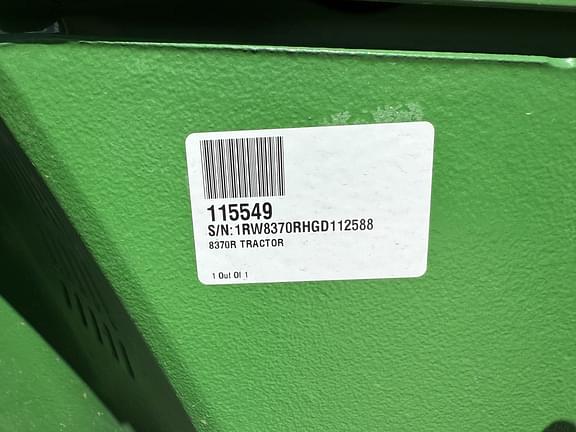 115549
S/N:1RW8370RHGD112588
8370R TRACTOR
1 Out Of 1